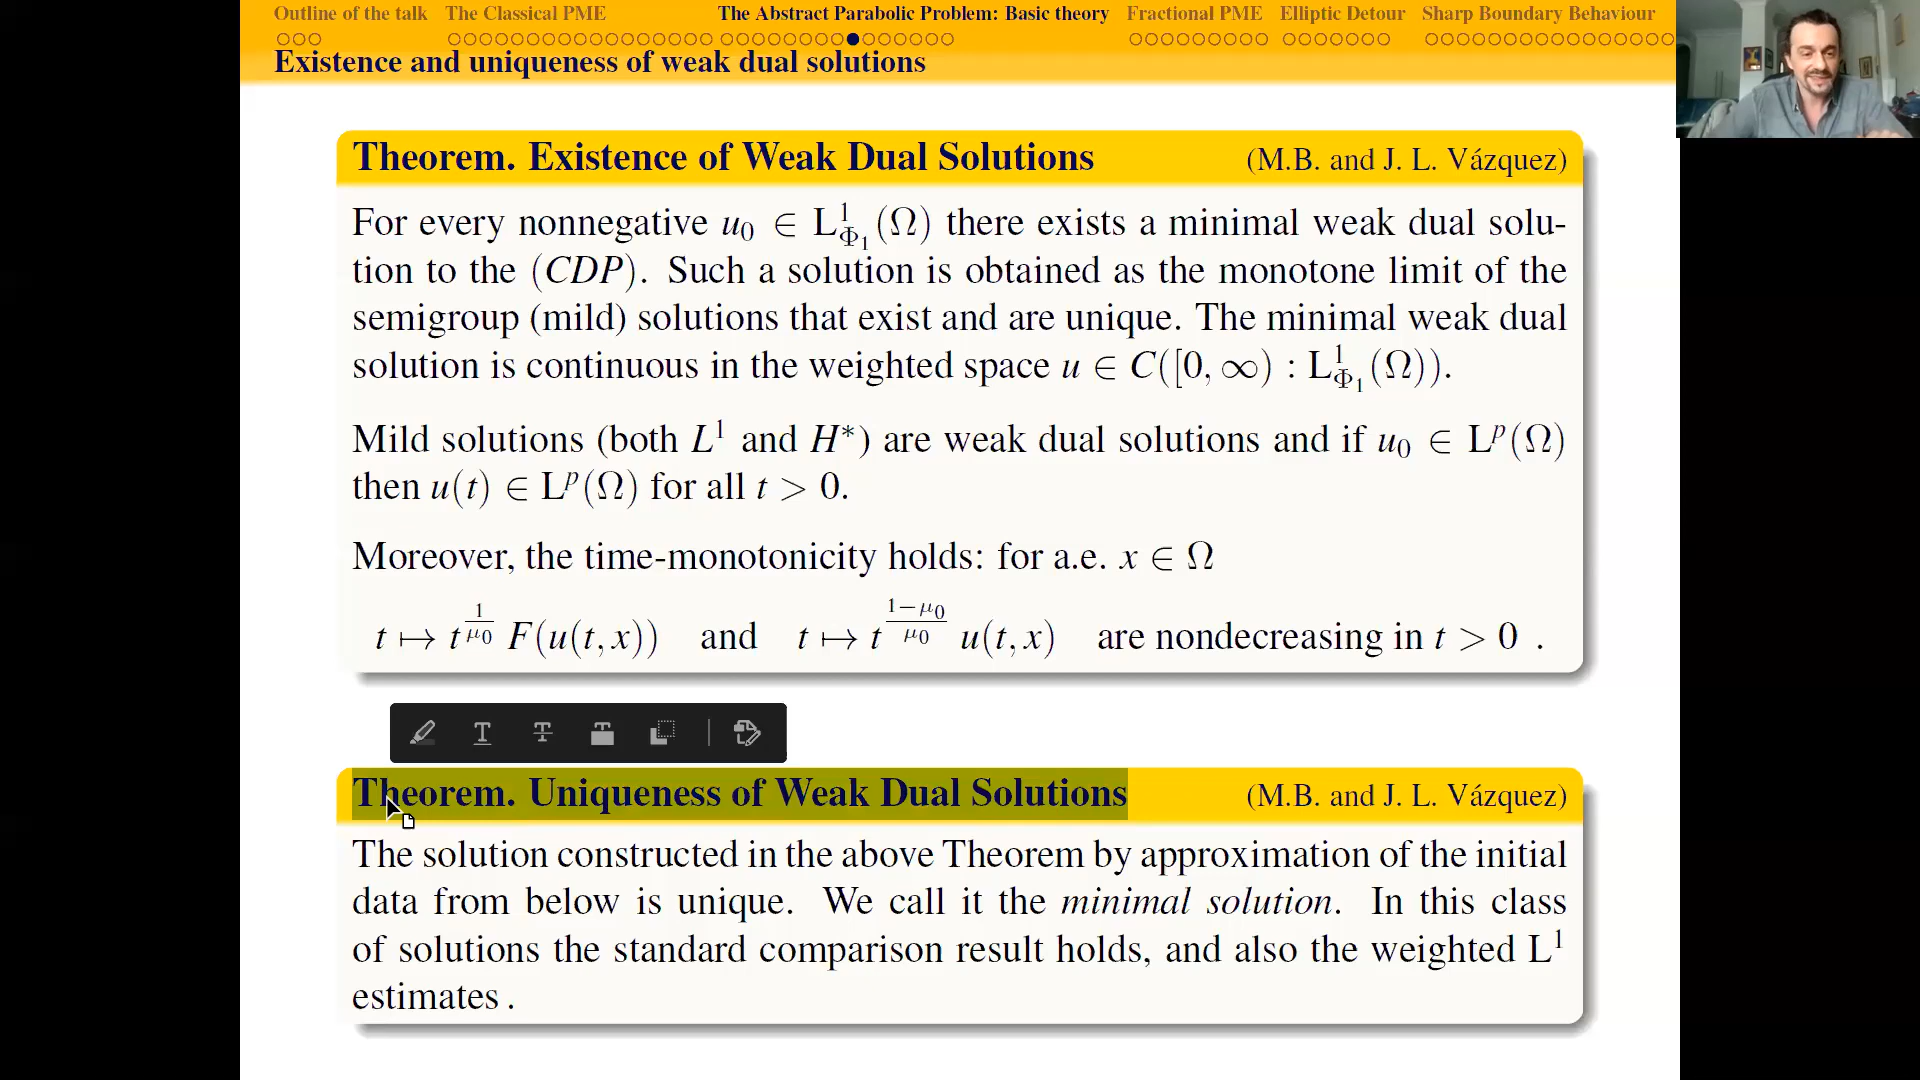 Outline of the talk The Classical PME The Abstract Parabolic Problem: Basic theory Fractional PME Elliptic Detour Sharp Boundary Behaviour
Existence and uniqueness of weak dual solutions
Theorem. Existence of Weak Dual Solutions (M.B. and J. L. Vázquez)
For every nonnegative u₀ ∈ L¹_Φ₁(Ω) there exists a minimal weak dual solu-
tion to the (CDP). Such a solution is obtained as the monotone limit of the
semigroup (mild) solutions that exist and are unique. The minimal weak dual
solution is continuous in the weighted space u ∈ C([0, ∞) : L¹_Φ₁(Ω)).
Mild solutions (both L¹ and H*) are weak dual solutions and if u₀ ∈ Lᵖ(Ω)
then u(t) ∈ Lᵖ(Ω) for all t > 0.
Moreover, the time-monotonicity holds: for a.e. x ∈ Ω
t ↦ t^{1/μ₀} F(u(t, x)) and t ↦ t^{(1−μ₀)/μ₀} u(t, x) are nondecreasing in t > 0 .
Theorem. Uniqueness of Weak Dual Solutions (M.B. and J. L. Vázquez)
The solution constructed in the above Theorem by approximation of the initial
data from below is unique. We call it the minimal solution. In this class
of solutions the standard comparison result holds, and also the weighted L¹
estimates .